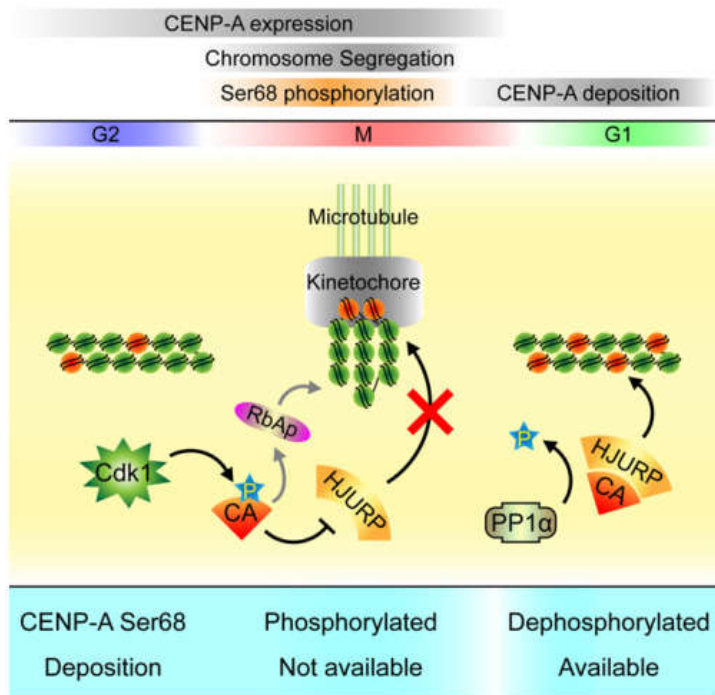 CENP-A expression
Chromosome Segregation
Ser68 phosphorylation
CENP-A deposition
G2
M
G1
Microtubule
Kinetochore
RbAp
Cdk1
P
CA
HJURP
P
HJURP
CA
PP1α
CENP-A Ser68
Phosphorylated
Dephosphorylated
Deposition
Not available
Available